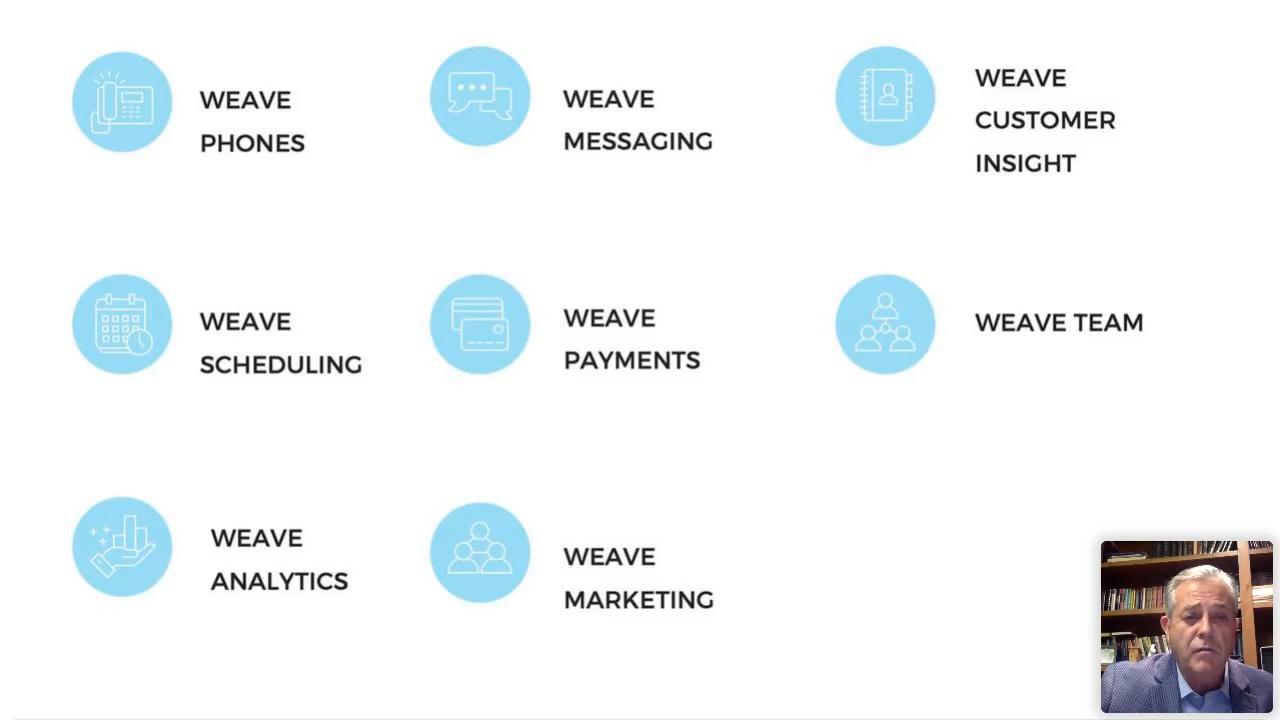 WEAVE
PHONES
WEAVE
MESSAGING
WEAVE
CUSTOMER
INSIGHT
WEAVE
SCHEDULING
WEAVE
PAYMENTS
WEAVE TEAM
WEAVE
ANALYTICS
WEAVE
MARKETING